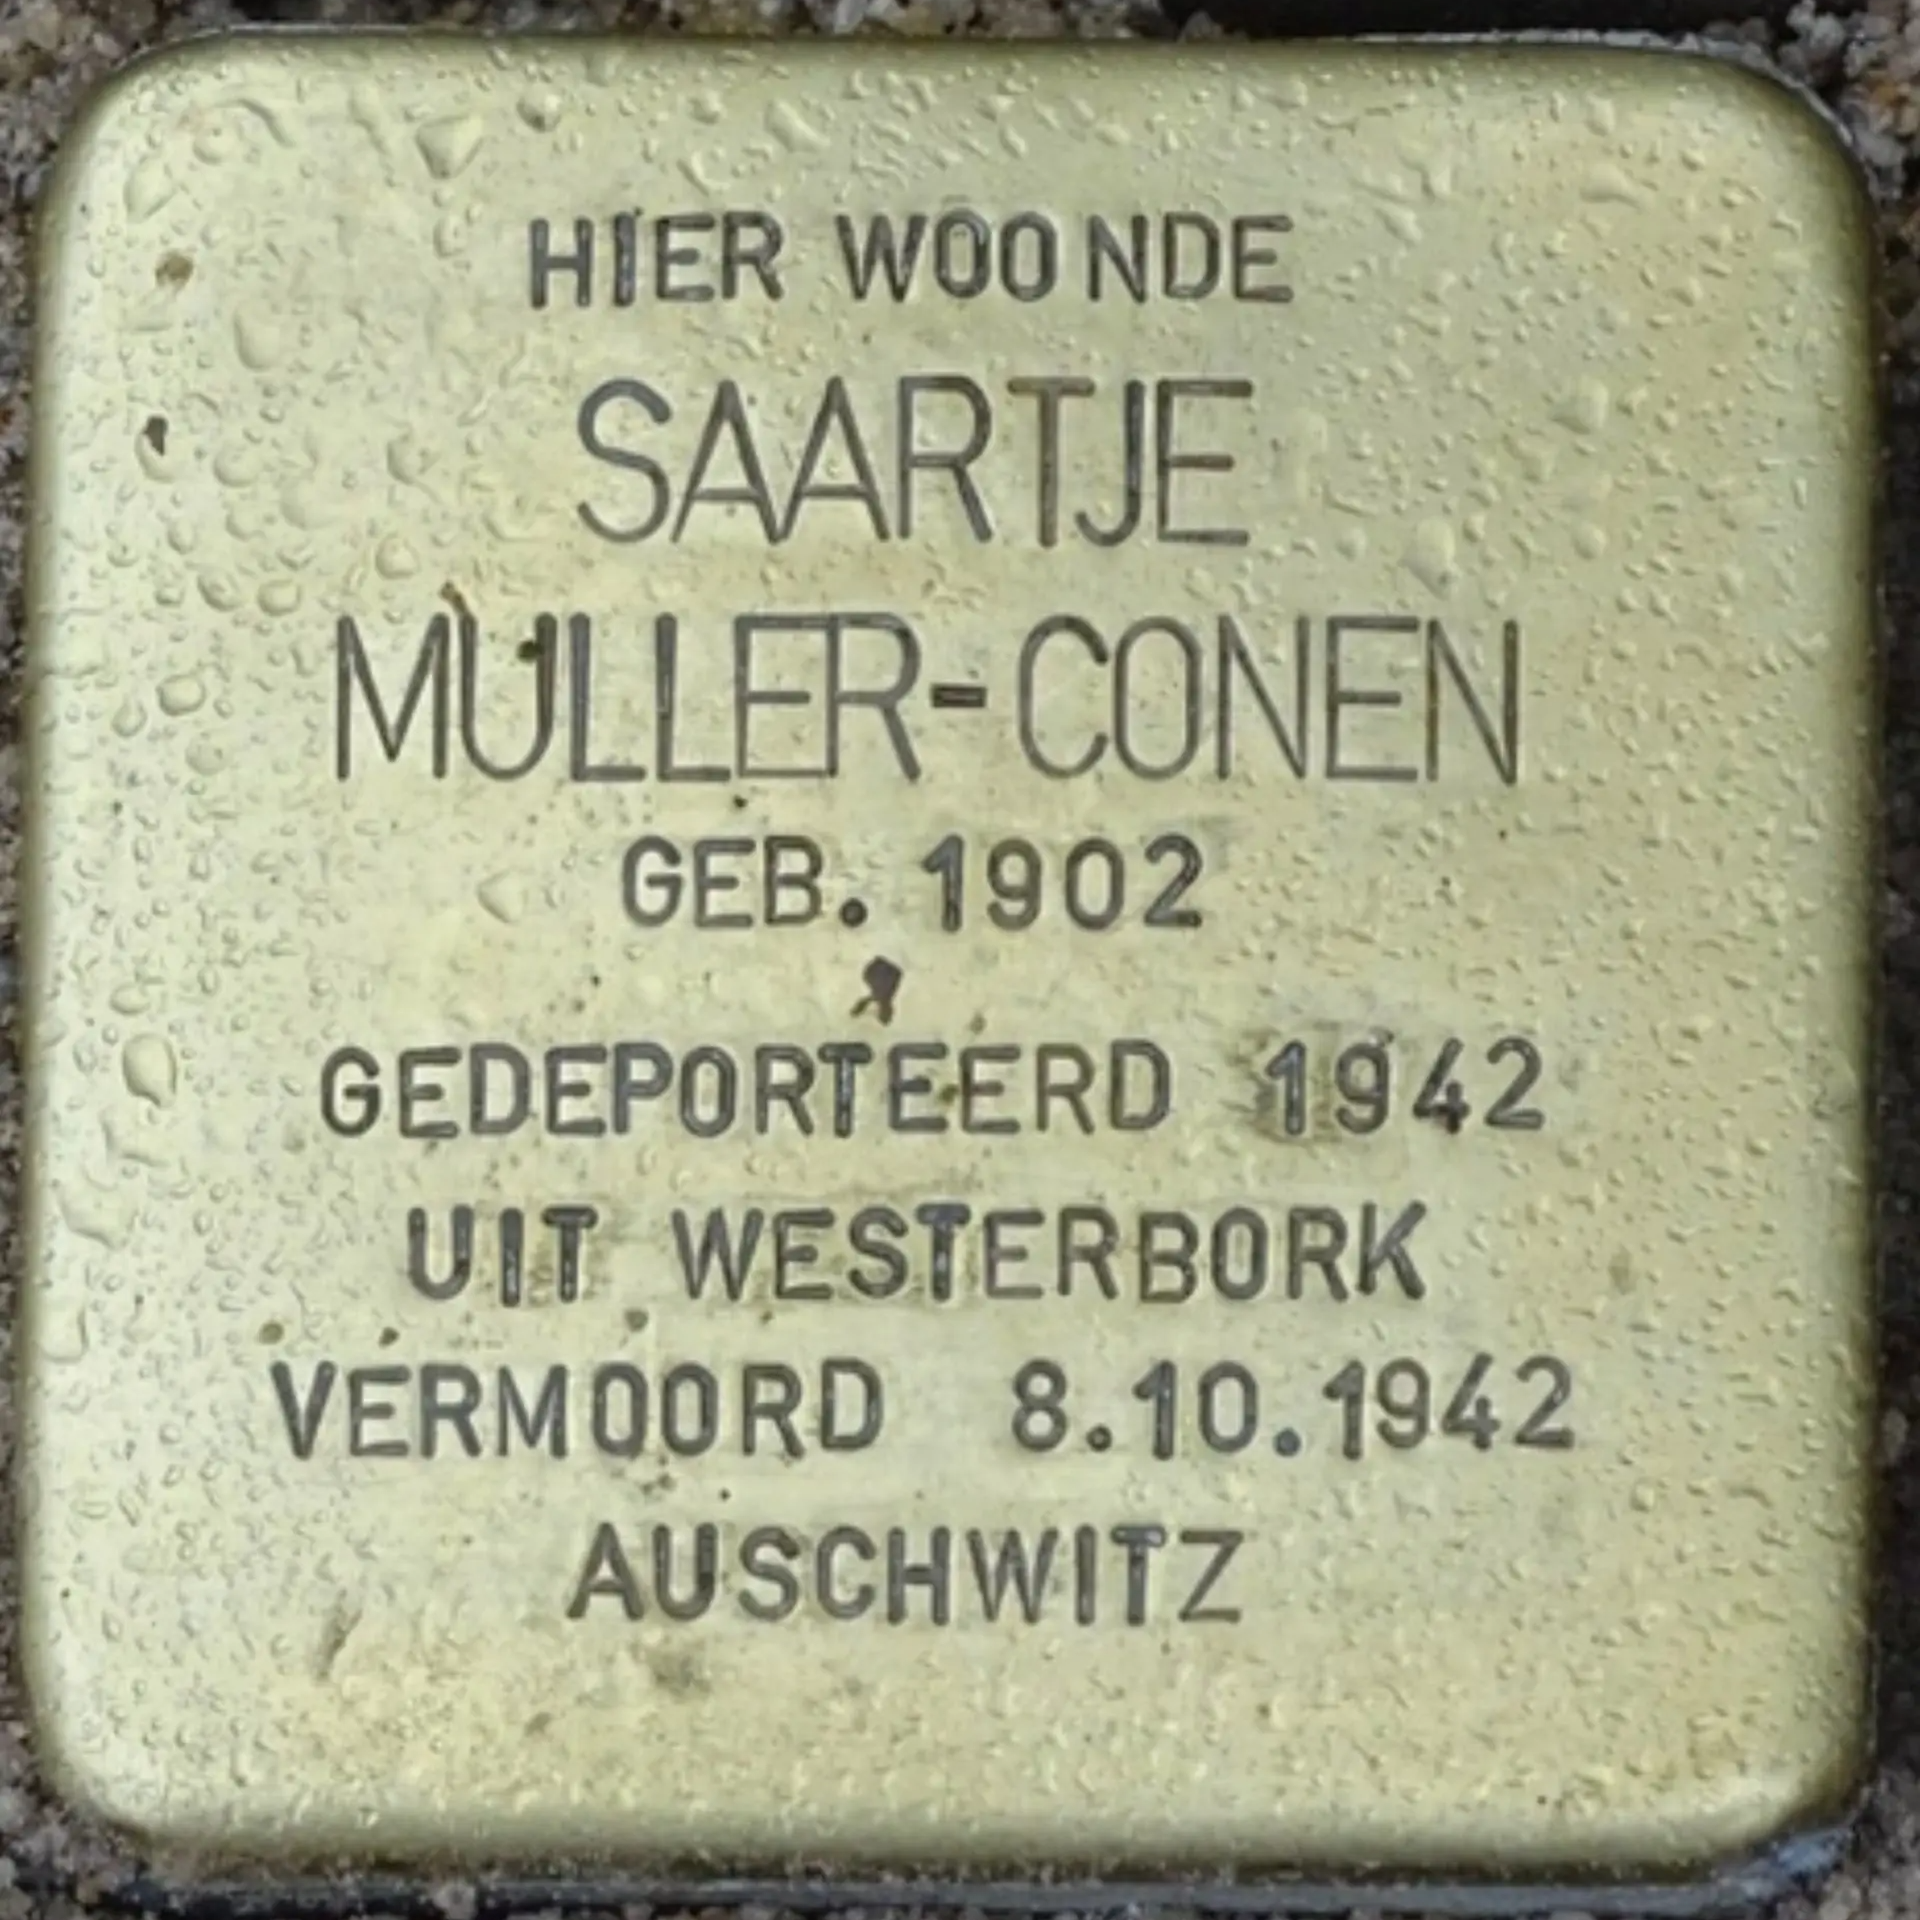 HIER WOONDE
SAARTJE
MULLER-CONEN
GEB. 1902
GEDEPORTEERD 1942
UIT WESTERBORK
VERMOORD 8.10.1942
AUSCHWITZ